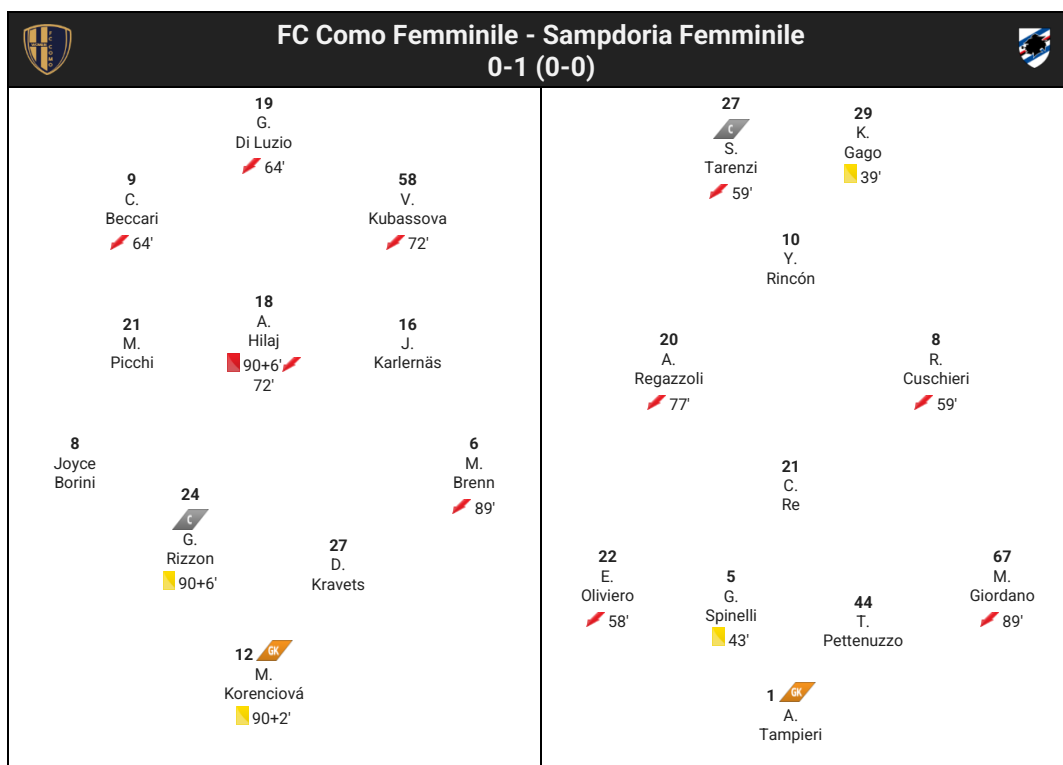 FC Como Femminile - Sampdoria Femminile
0-1 (0-0)
19
G.
Di Luzio
64'
9
C.
Beccari
64'
58
V.
Kubassova
72'
21
M.
Picchi
18
A.
Hilaj
90+6'
72'
16
J.
Karlernäs
8
Joyce
Borini
24
C
G.
Rizzon
90+6'
27
D.
Kravets
6
M.
Brenn
89'
12 GK
M.
Korenciová
90+2'
27
C
S.
Tarenzi
59'
29
K.
Gago
39'
10
Y.
Rincón
20
A.
Regazzoli
77'
8
R.
Cuschieri
59'
21
C.
Re
22
E.
Oliviero
58'
5
G.
Spinelli
43'
44
T.
Pettenuzzo
67
M.
Giordano
89'
1 GK
A.
Tampieri